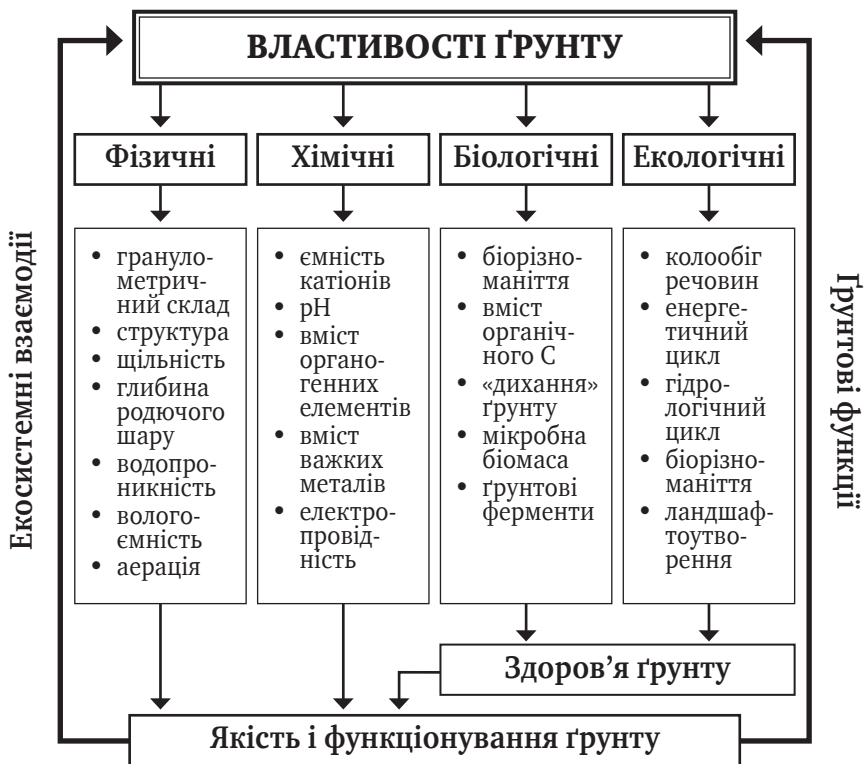 ВЛАСТИВОСТІ ҐРУНТУ
Фізичні
Хімічні
Біологічні
Екологічні
• грануло-
метрич-
ний склад
• структура
• щільність
• глибина
родючого
шару
• водопро-
никність
• волого-
ємність
• аерація
• ємність
катіонів
• pH
• вміст
органо-
генних
елементів
• вміст
важких
металів
• електро-
провід-
ність
• біорізно-
маніття
• вміст
органіч-
ного С
• «дихання»
ґрунту
• мікробна
біомаса
• ґрунтові
ферменти
• колообіг
речовин
• енерге-
тичний
цикл
• гідро-
логічний
цикл
• біорізно-
маніття
• ландшаф-
тоутво-
рення
Екосистемні взаємодії
Ґрунтові функції
Здоров’я ґрунту
Якість і функціонування ґрунту